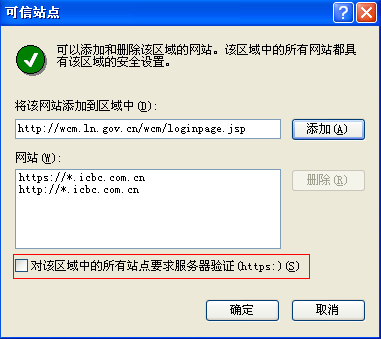 可信站点
可以添加和删除该区域的网站。该区域中的所有网站都具
有该区域的安全设置。
将该网站添加到区域中(D):
http://wcm.ln.gov.cn/wcm/loginpage.jsp
添加(A)
网站(W):
https://*.icbc.com.cn
http://*.icbc.com.cn
删除(R)
对该区域中的所有站点要求服务器验证(https:)(S)
确定
取消